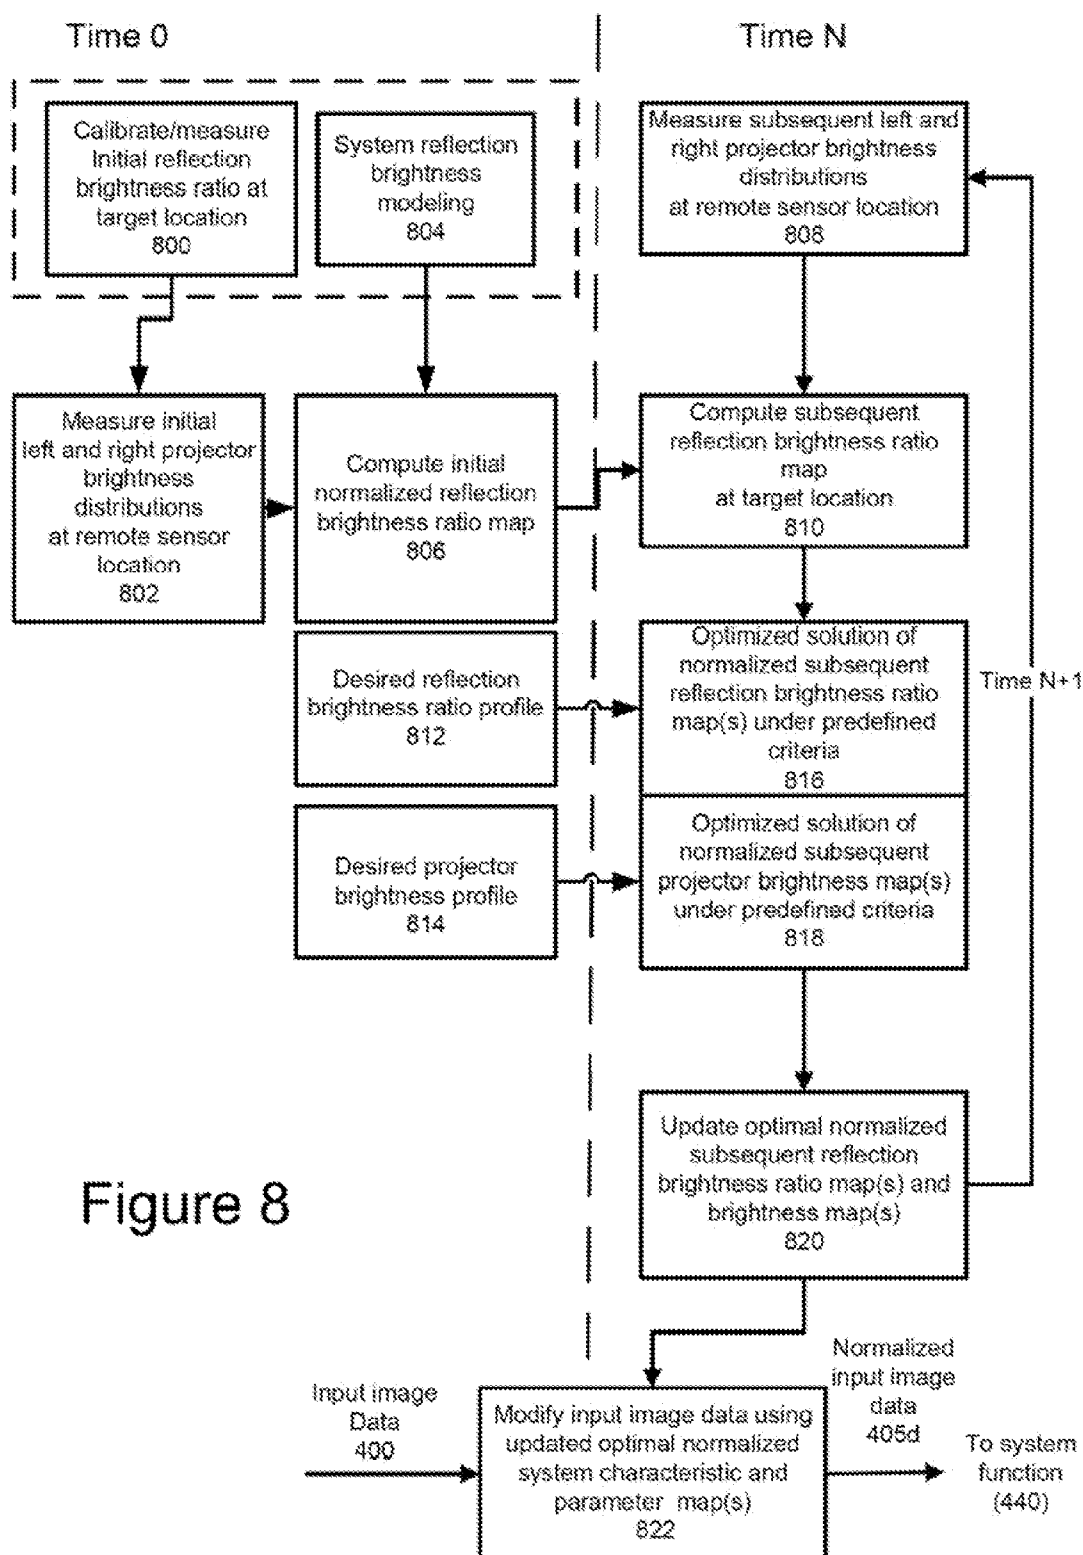 Time 0
Time N
Calibrate/measure
Initial reflection
brightness ratio at
target location
800
System reflection
brightness
modeling
804
Measure subsequent left and
right projector brightness
distributions
at remote sensor location
808
Measure initial
left and right projector
brightness
distributions
at remote sensor
location
802
Compute initial
normalized reflection
brightness ratio map
806
Compute subsequent
reflection brightness ratio
map
at target location
810
Desired reflection
brightness ratio profile
812
Optimized solution of
normalized subsequent
reflection brightness ratio
map(s) under predefined
criteria
816
Time N+1
Desired projector
brightness profile
814
Optimized solution of
normalized subsequent
projector brightness map(s)
under predefined criteria
818
Update optimal normalized
subsequent reflection
brightness ratio map(s) and
brightness map(s)
820
Figure 8
Input image
Data
400
Modify input image data using
updated optimal normalized
system characteristic and
parameter map(s)
822
Normalized
input image
data
405d
To system
function
(440)